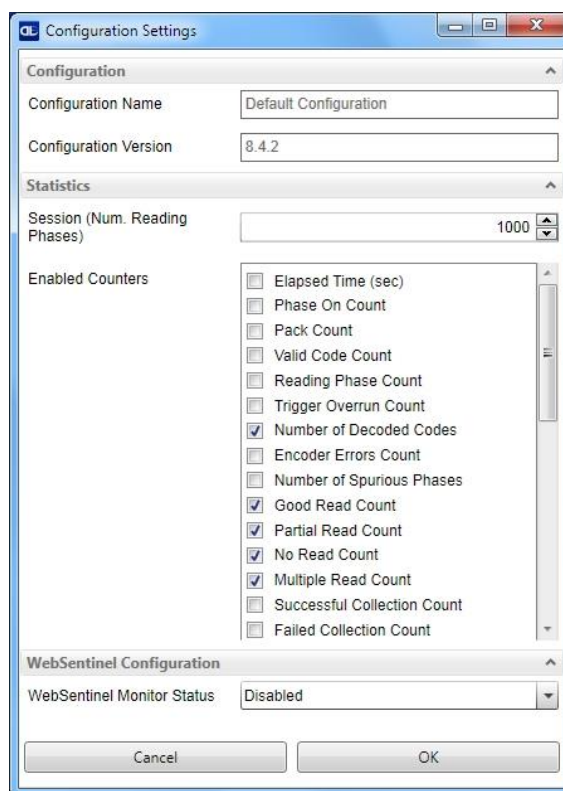 Configuration Settings
Configuration
Configuration Name
Default Configuration
Configuration Version
8.4.2
Statistics
Session (Num. Reading
Phases)
1000
Enabled Counters
Elapsed Time (sec)
Phase On Count
Pack Count
Valid Code Count
Reading Phase Count
Trigger Overrun Count
Number of Decoded Codes
Encoder Errors Count
Number of Spurious Phases
Good Read Count
Partial Read Count
No Read Count
Multiple Read Count
Successful Collection Count
Failed Collection Count
WebSentinel Configuration
WebSentinel Monitor Status
Disabled
Cancel
OK